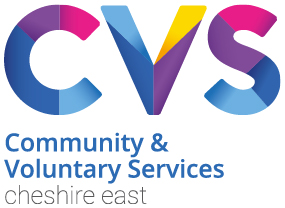 CVS
Community &
Voluntary Services
cheshire east